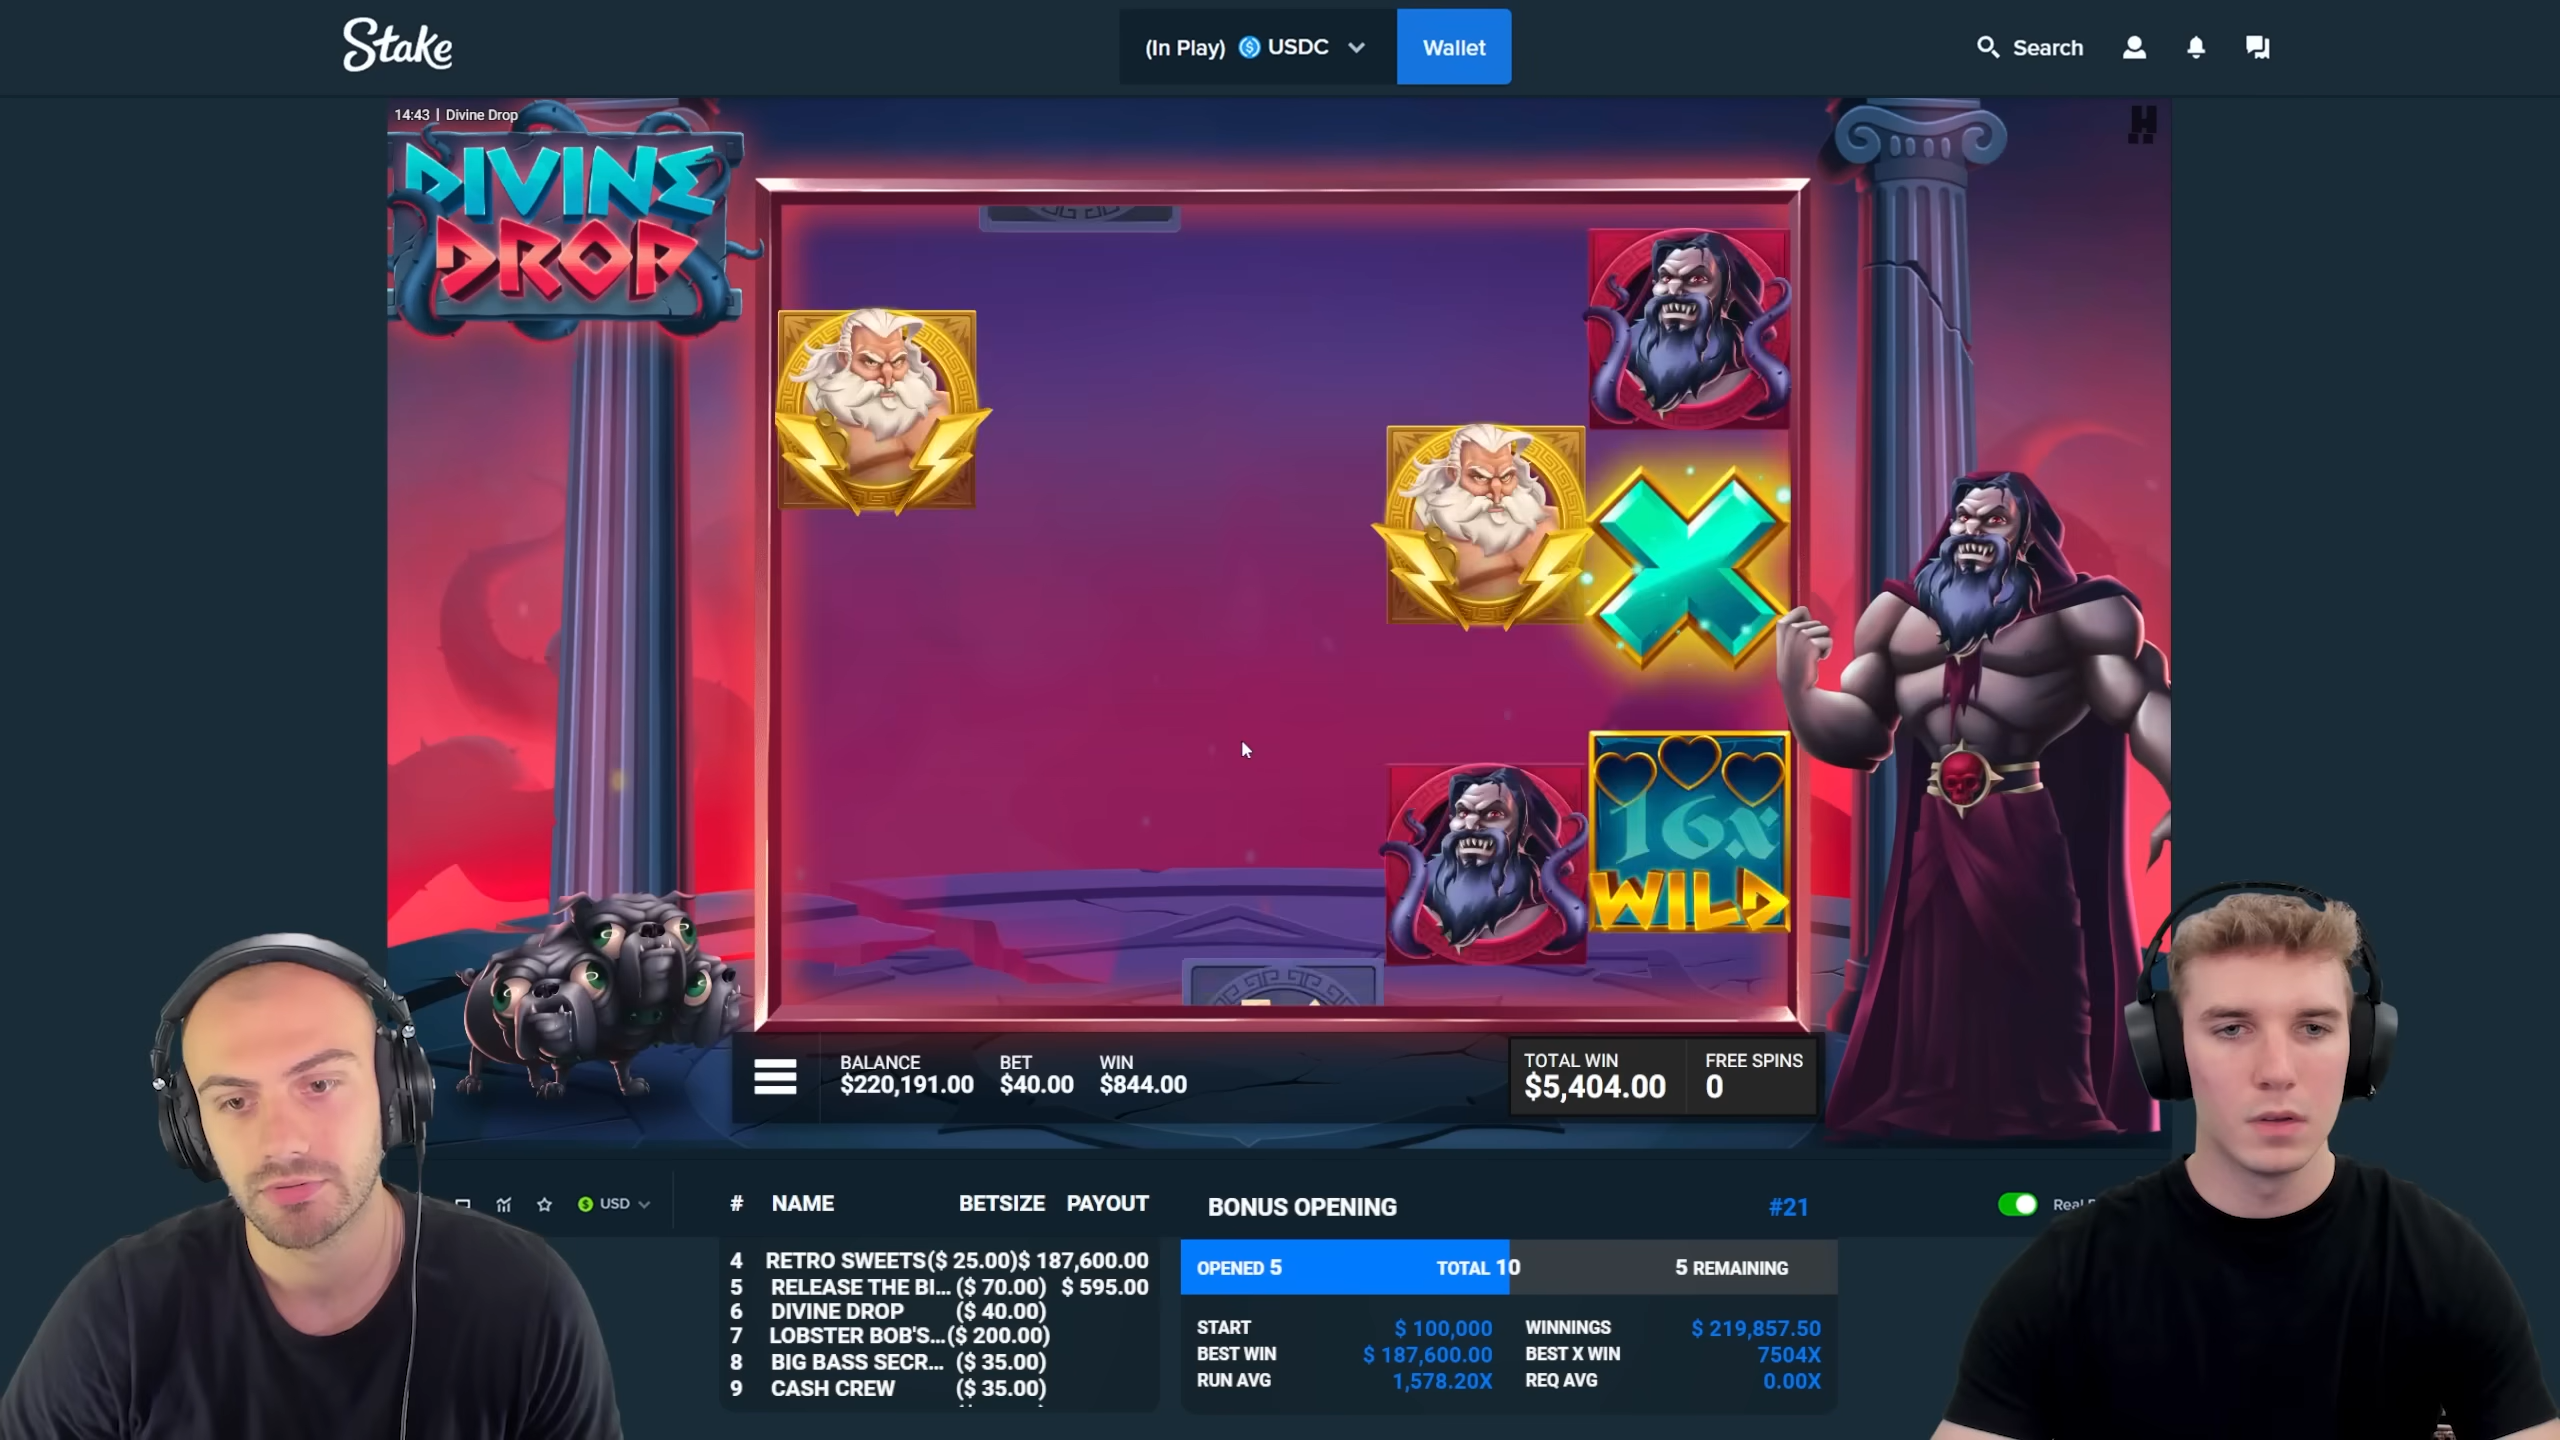 Stake
(In Play) USDC
Wallet
Search
14:43 | Divine Drop
DIVINE
DROP
16x
WILD
BALANCE
$220,191.00
BET
$40.00
WIN
$844.00
TOTAL WIN
$5,404.00
FREE SPINS
0
USD
# NAME BETSIZE PAYOUT
4 RETRO SWEETS ($ 25.00) $ 187,600.00
5 RELEASE THE BI... ($ 70.00) $ 595.00
6 DIVINE DROP ($ 40.00)
7 LOBSTER BOB'S... ($ 200.00)
8 BIG BASS SECR... ($ 35.00)
9 CASH CREW ($ 35.00)
BONUS OPENING #21
OPENED 5 TOTAL 10 5 REMAINING
START $ 100,000 WINNINGS $ 219,857.50
BEST WIN $ 187,600.00 BEST X WIN 7504X
RUN AVG 1,578.20X REQ AVG 0.00X
Real